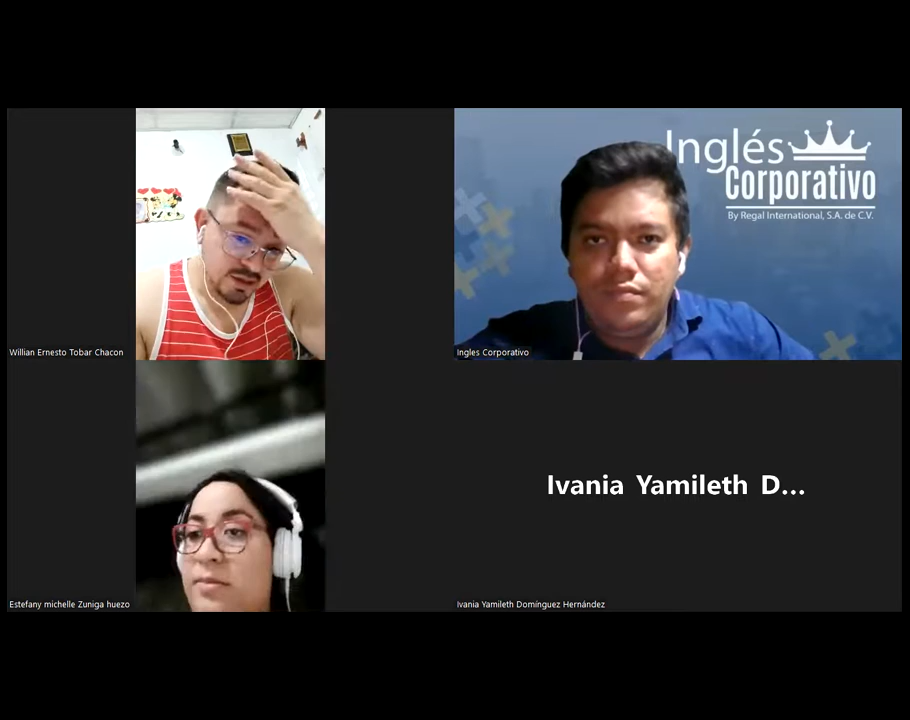 Inglés
Corporativo
By Regal International, S.A. de C.V.
Willian Ernesto Tobar Chacon
Ingles Corporativo
Ivania Yamileth D...
Estefany michelle Zuniga huezo
Ivania Yamileth Domínguez Hernández